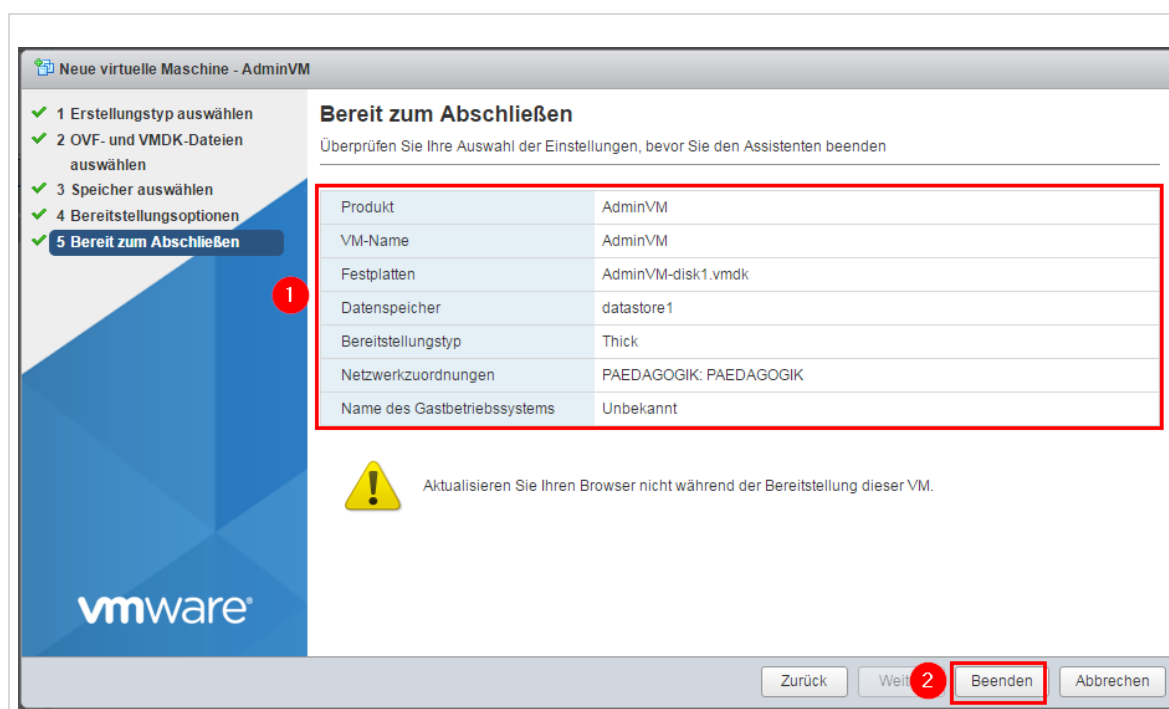 Neue virtuelle Maschine - AdminVM
1 Erstellungstyp auswählen
2 OVF- und VMDK-Dateien
auswählen
3 Speicher auswählen
4 Bereitstellungsoptionen
5 Bereit zum Abschließen
Bereit zum Abschließen
Überprüfen Sie Ihre Auswahl der Einstellungen, bevor Sie den Assistenten beenden
1
Produkt AdminVM
VM-Name AdminVM
Festplatten AdminVM-disk1.vmdk
Datenspeicher datastore1
Bereitstellungstyp Thick
Netzwerkzuordnungen PAEDAGOGIK: PAEDAGOGIK
Name des Gastbetriebssystems Unbekannt
Aktualisieren Sie Ihren Browser nicht während der Bereitstellung dieser VM.
vmware®
Zurück 2 Beenden Abbrechen